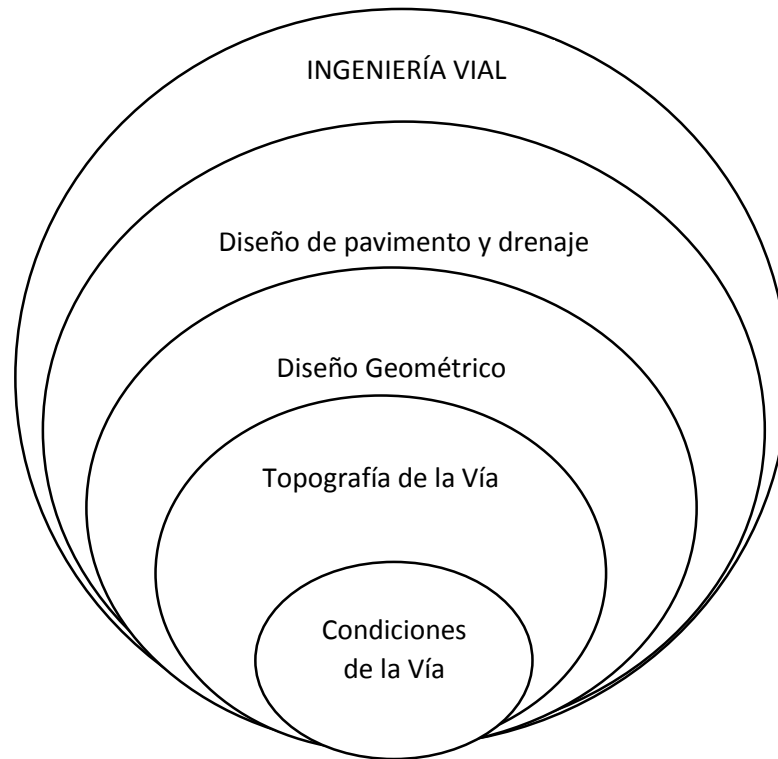 INGENIERÍA VIAL
Diseño de pavimento y drenaje
Diseño Geométrico
Topografía de la Vía
Condiciones
de la Vía